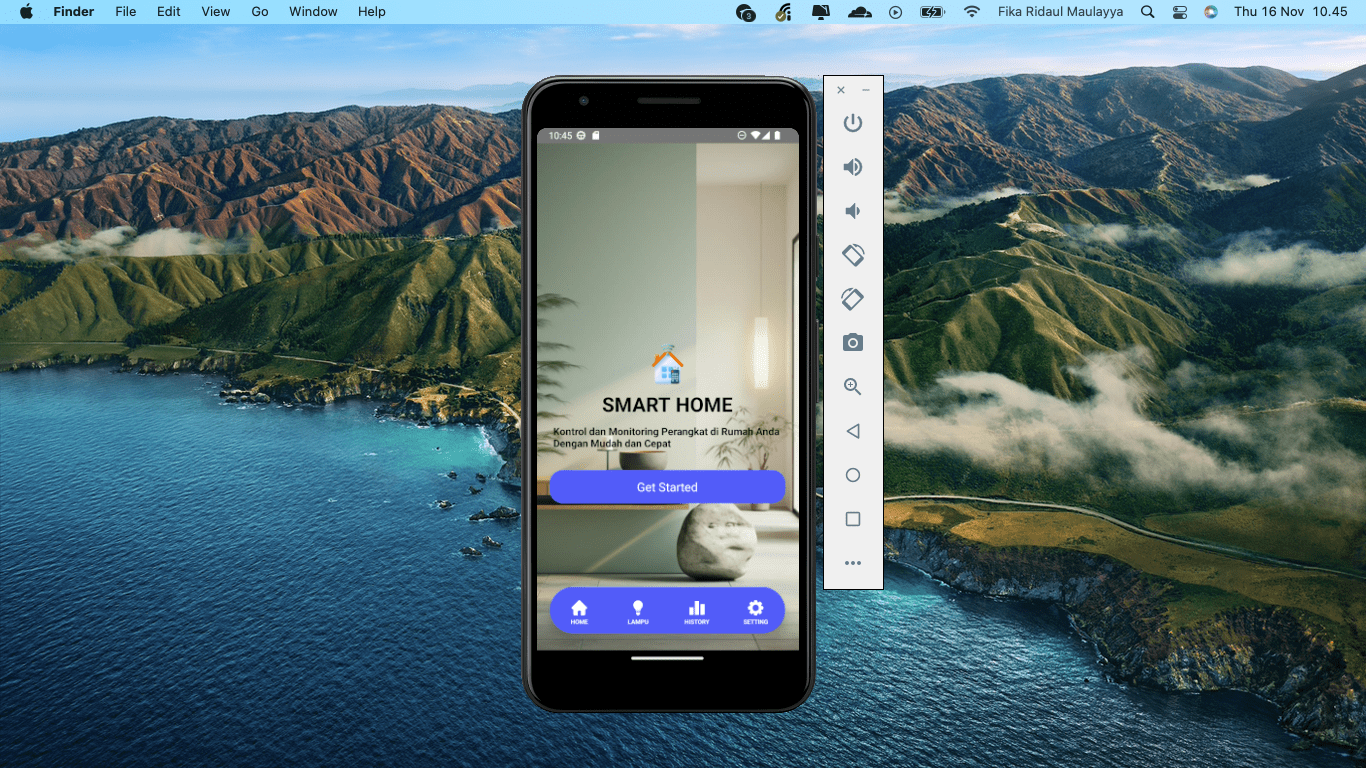 Finder File Edit View Go Window Help 3 Fika Ridaul Maulayya Thu 16 Nov 10.45
10:45
SMART HOME
Kontrol dan Monitoring Perangkat di Rumah Anda
Dengan Mudah dan Cepat
Get Started
HOME LAMPU HISTORY SETTING